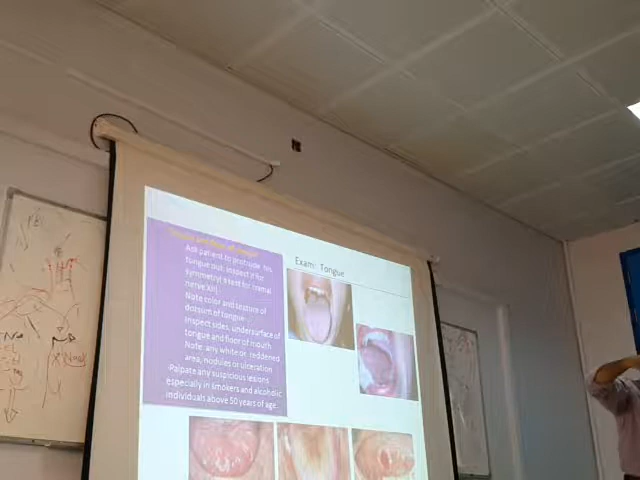 Exam: Tongue
Ask patient to protrude his
tongue out: inspect it for
symmetry( a test for
nerve XII).
Note color and texture of
dorsum of tongue.
Inspect sides, undersurface of
tongue and floor of mouth
Note: any white or reddened
area, nodules or ulceration
-Palpate any suspicious lesions
especially in smokers and alcoholic
individuals above 50 years of age.